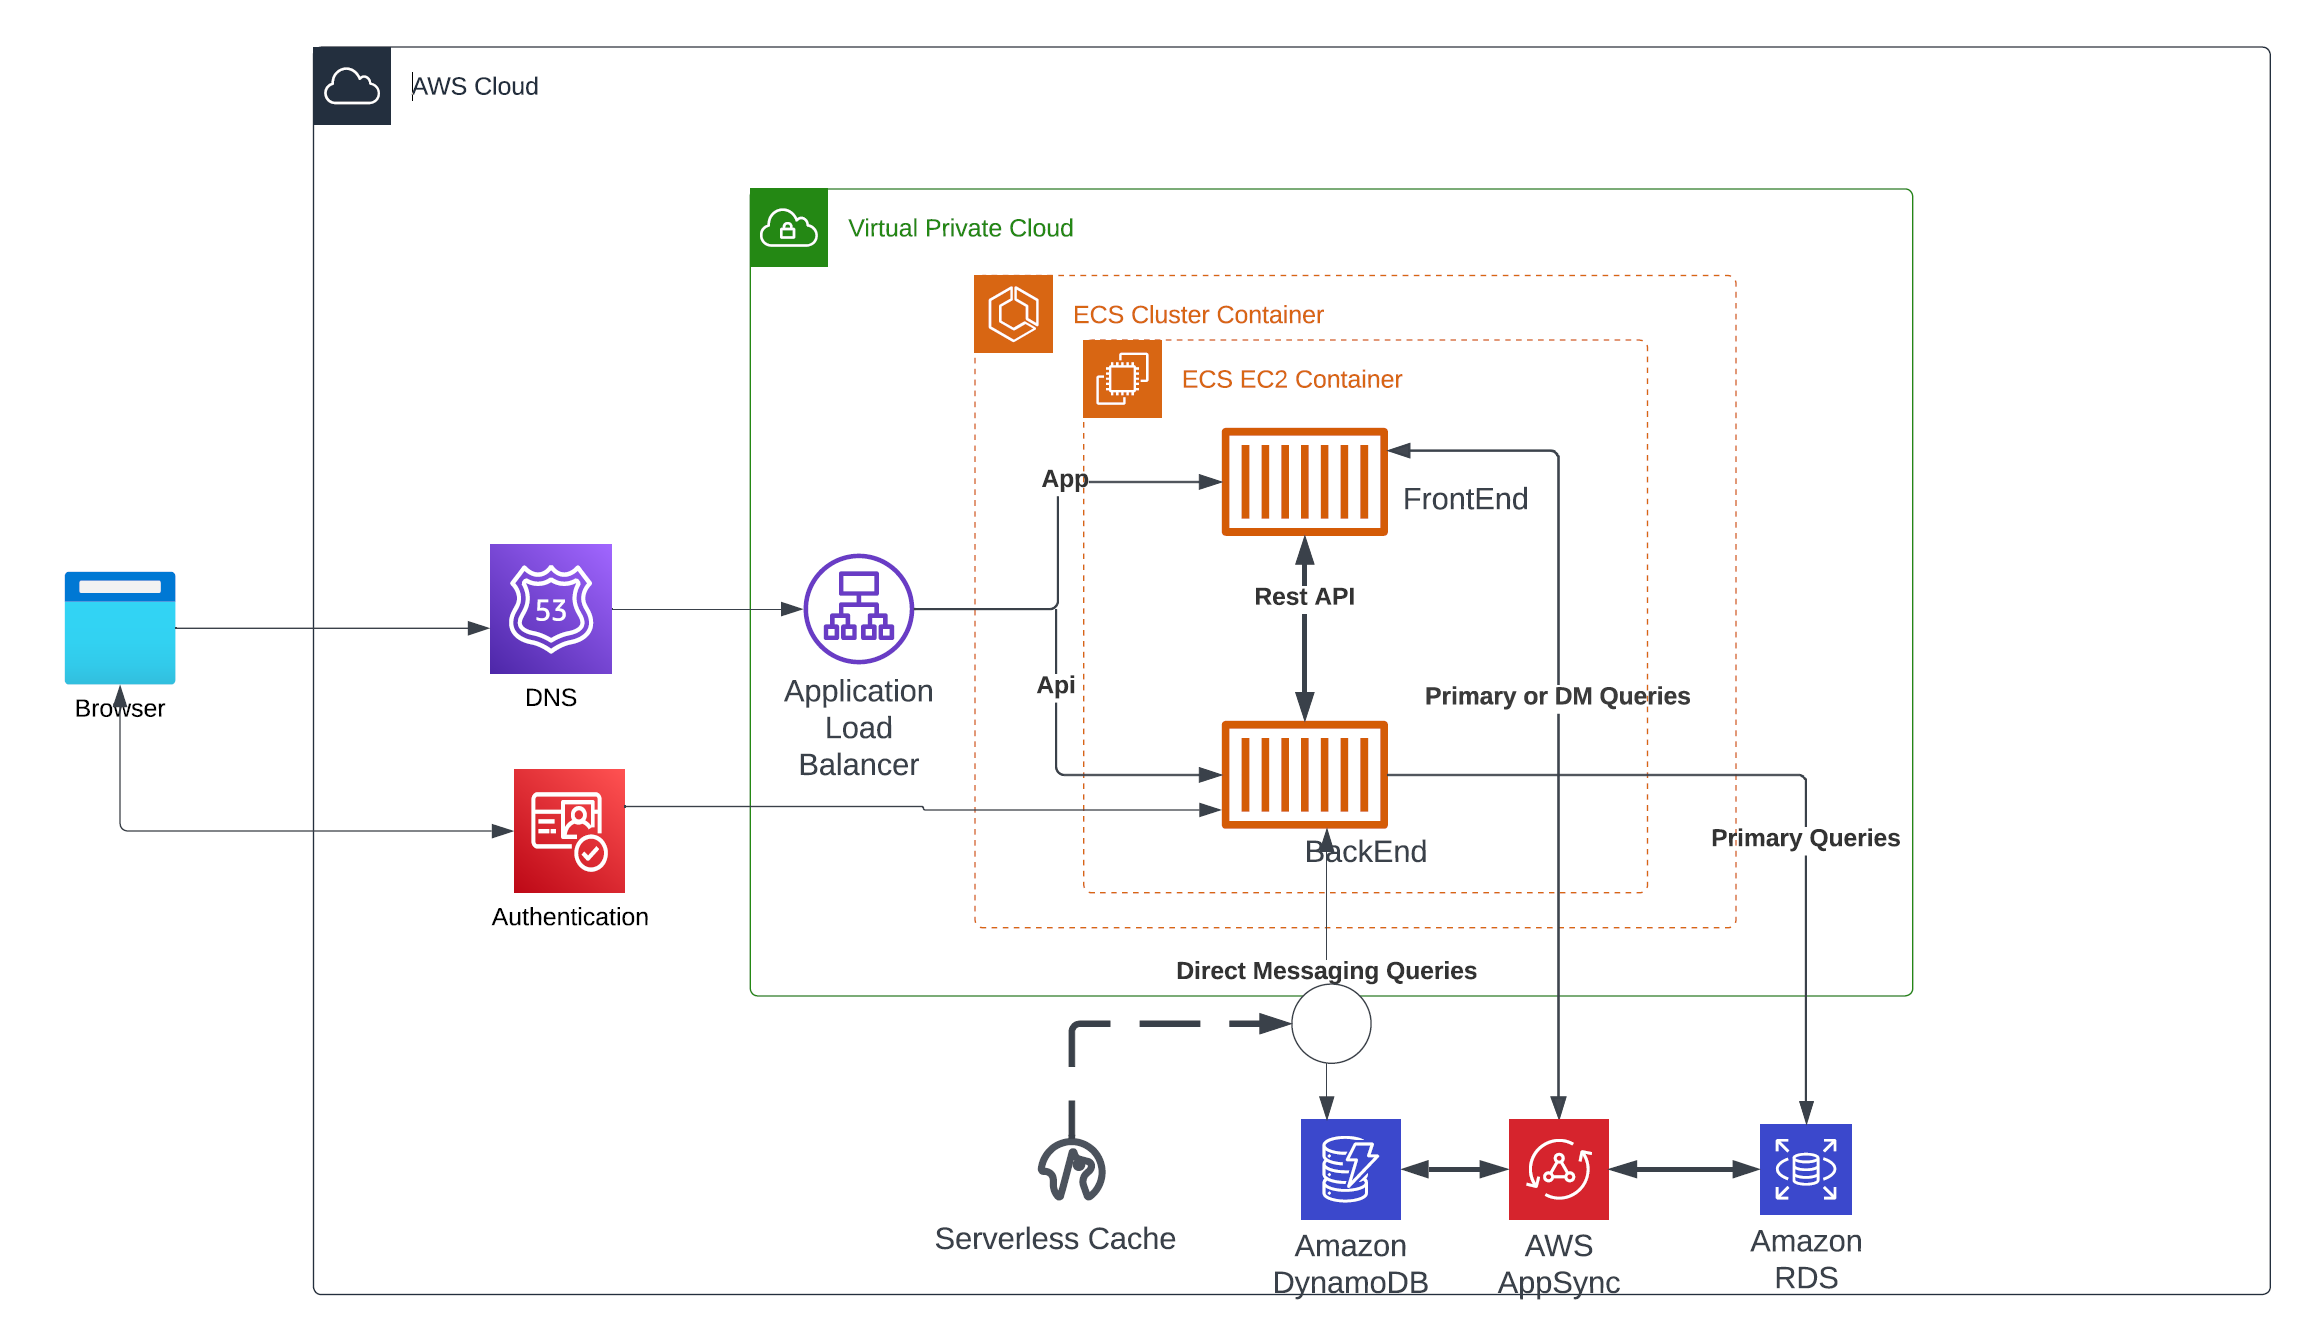 AWS Cloud
Virtual Private Cloud
ECS Cluster Container
ECS EC2 Container
App
FrontEnd
53
Rest API
Browser
DNS
Application
Load
Balancer
Api
Primary or DM Queries
Primary Queries
BackEnd
Authentication
Direct Messaging Queries
Serverless Cache
Amazon
DynamoDB
AWS
AppSync
Amazon
RDS